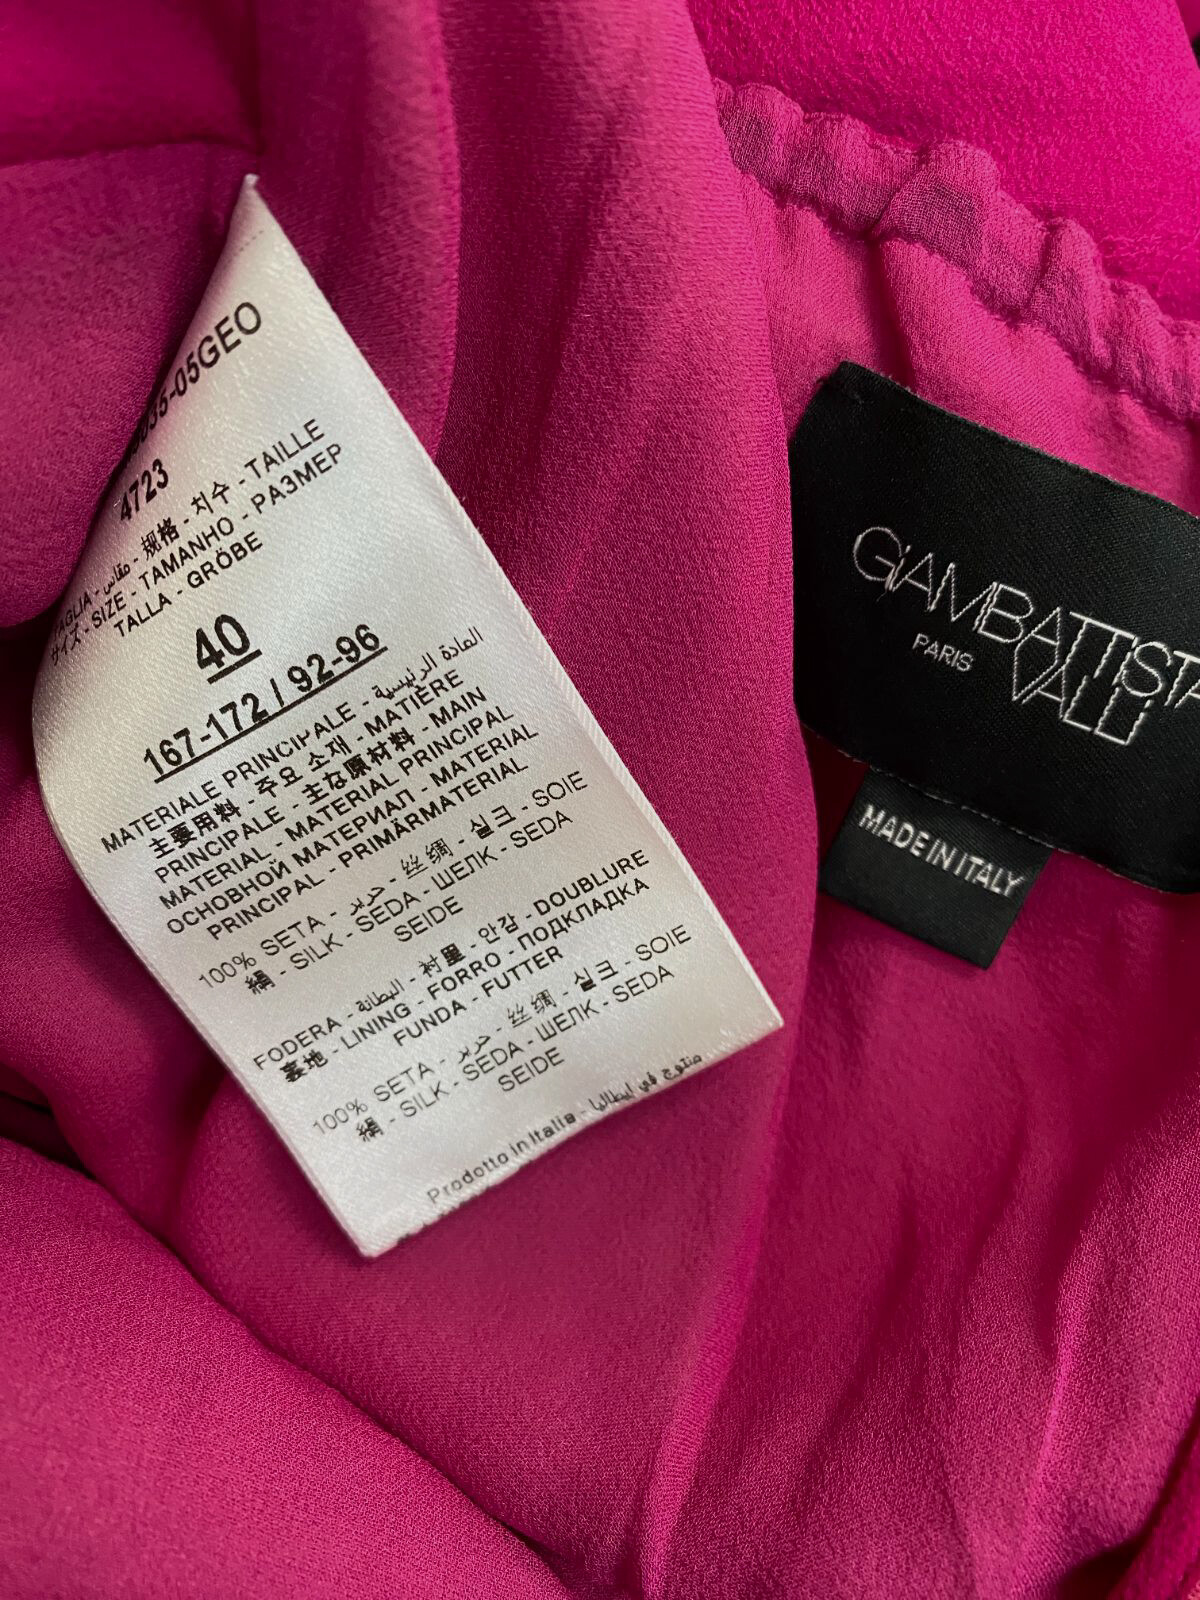 05GEO
4723
مقاس - 规格 - 치수 - TAILLE
サイズ - SIZE - TAMANHO - РАЗМЕР
TALLA - GRÖBE
40
167-172 / 92-96
MATERIALE PRINCIPALE - المادة الرئيسية
主要用料 - 주요 소재 - MATIÈRE
PRINCIPALE - 主な原材料 - MAIN
MATERIAL - MATERIAL PRINCIPAL
ОСНОВНОЙ МАТЕРИАЛ - MATERIAL
PRINCIPAL - PRIMÄRMATERIAL
100% SETA - حرير - 丝绸 - 실크 - SOIE
絹 - SILK - SEDA - ШЕЛК - SEDA
SEIDE
FODERA - البطانة - 衬里 - 안감 - DOUBLURE
裏地 - LINING - FORRO - ПОДКЛАДКА
FUNDA - FUTTER
100% SETA - حرير - 丝绸 - 실크 - SOIE
絹 - SILK - SEDA - ШЕЛК - SEDA
SEIDE
Prodotto in Italia - منتوج في إيطاليا
GiAMBATTISTA
PARIS VALLI
MADE IN ITALY